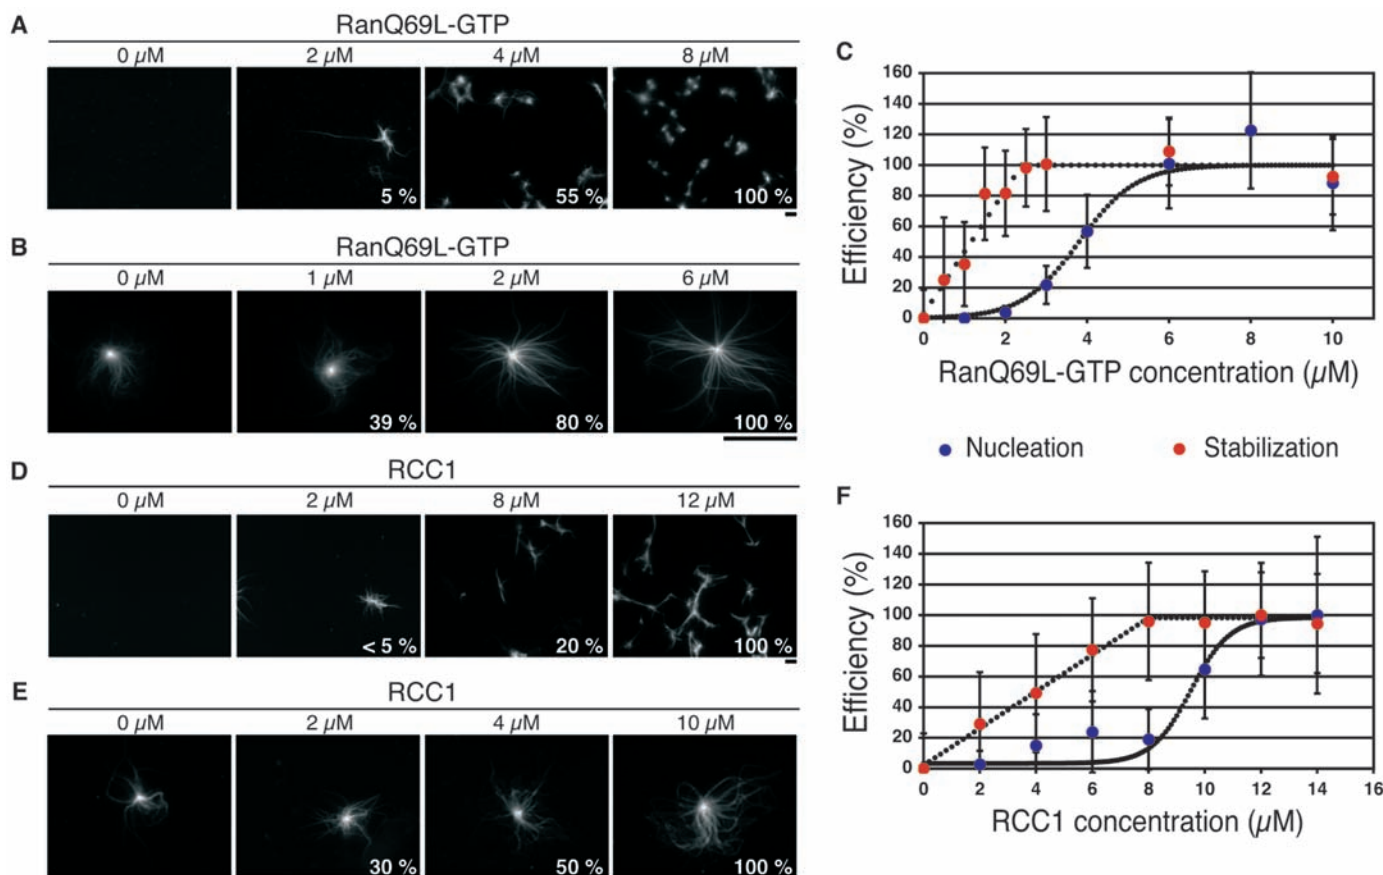 A
RanQ69L-GTP
0 µM 2 µM 4 µM 8 µM
5 % 55 % 100 %
B
RanQ69L-GTP
0 µM 1 µM 2 µM 6 µM
39 % 80 % 100 %
D
RCC1
0 µM 2 µM 8 µM 12 µM
< 5 % 20 % 100 %
E
RCC1
0 µM 2 µM 4 µM 10 µM
30 % 50 % 100 %
C
Efficiency (%)
160
140
120
100
80
60
40
20
0
0 2 4 6 8 10
RanQ69L-GTP concentration (µM)
Nucleation Stabilization
F
Efficiency (%)
160
140
120
100
80
60
40
20
0
0 2 4 6 8 10 12 14 16
RCC1 concentration (µM)